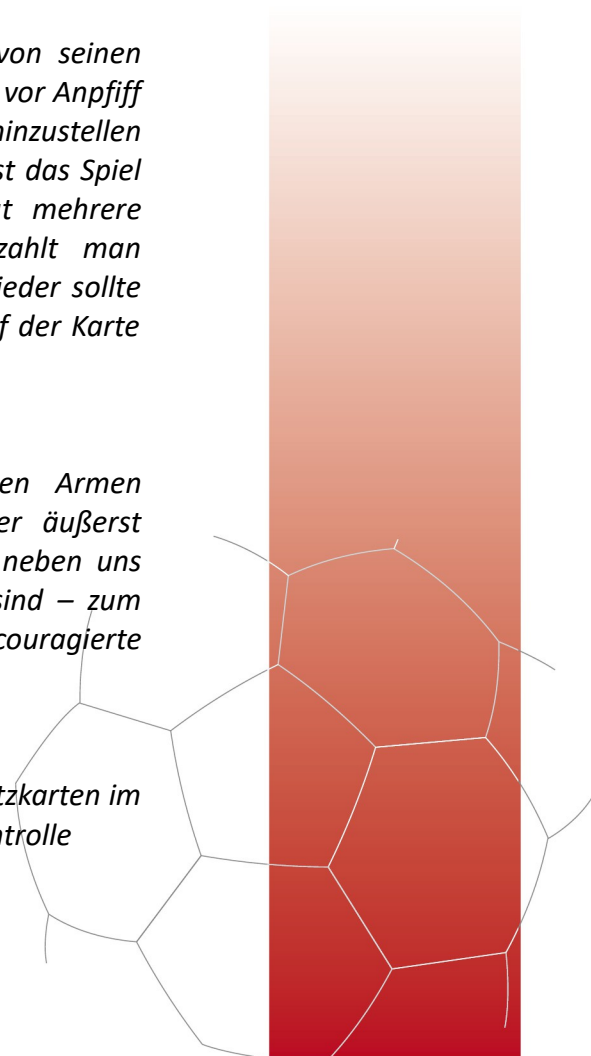 von seinen
vor Anpfiff
hinzustellen
st das Spiel
t mehrere
zahlt man
ieder sollte
f der Karte
en Armen
er äußerst
neben uns
sind – zum
couragierte
tzkarten im
ntrolle